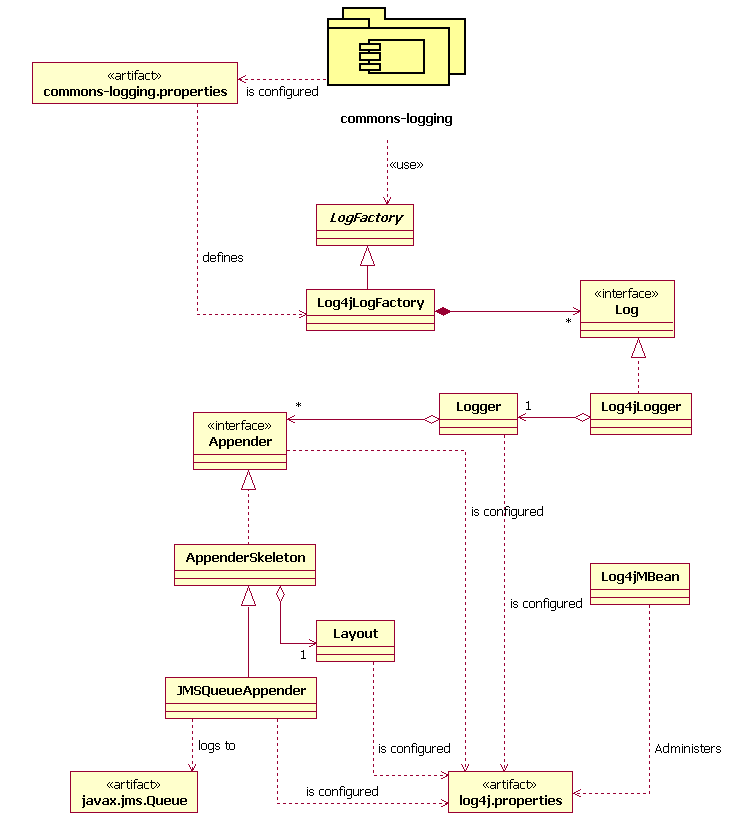 «artifact»
commons-logging.properties
is configured
commons-logging
«use»
LogFactory
defines
Log4jLogFactory
*
«interface»
Log
*
«interface»
Appender
Logger
1
Log4jLogger
is configured
AppenderSkeleton
Log4jMBean
is configured
Layout
1
JMSQueueAppender
logs to
is configured
Administers
is configured
«artifact»
javax.jms.Queue
«artifact»
log4j.properties